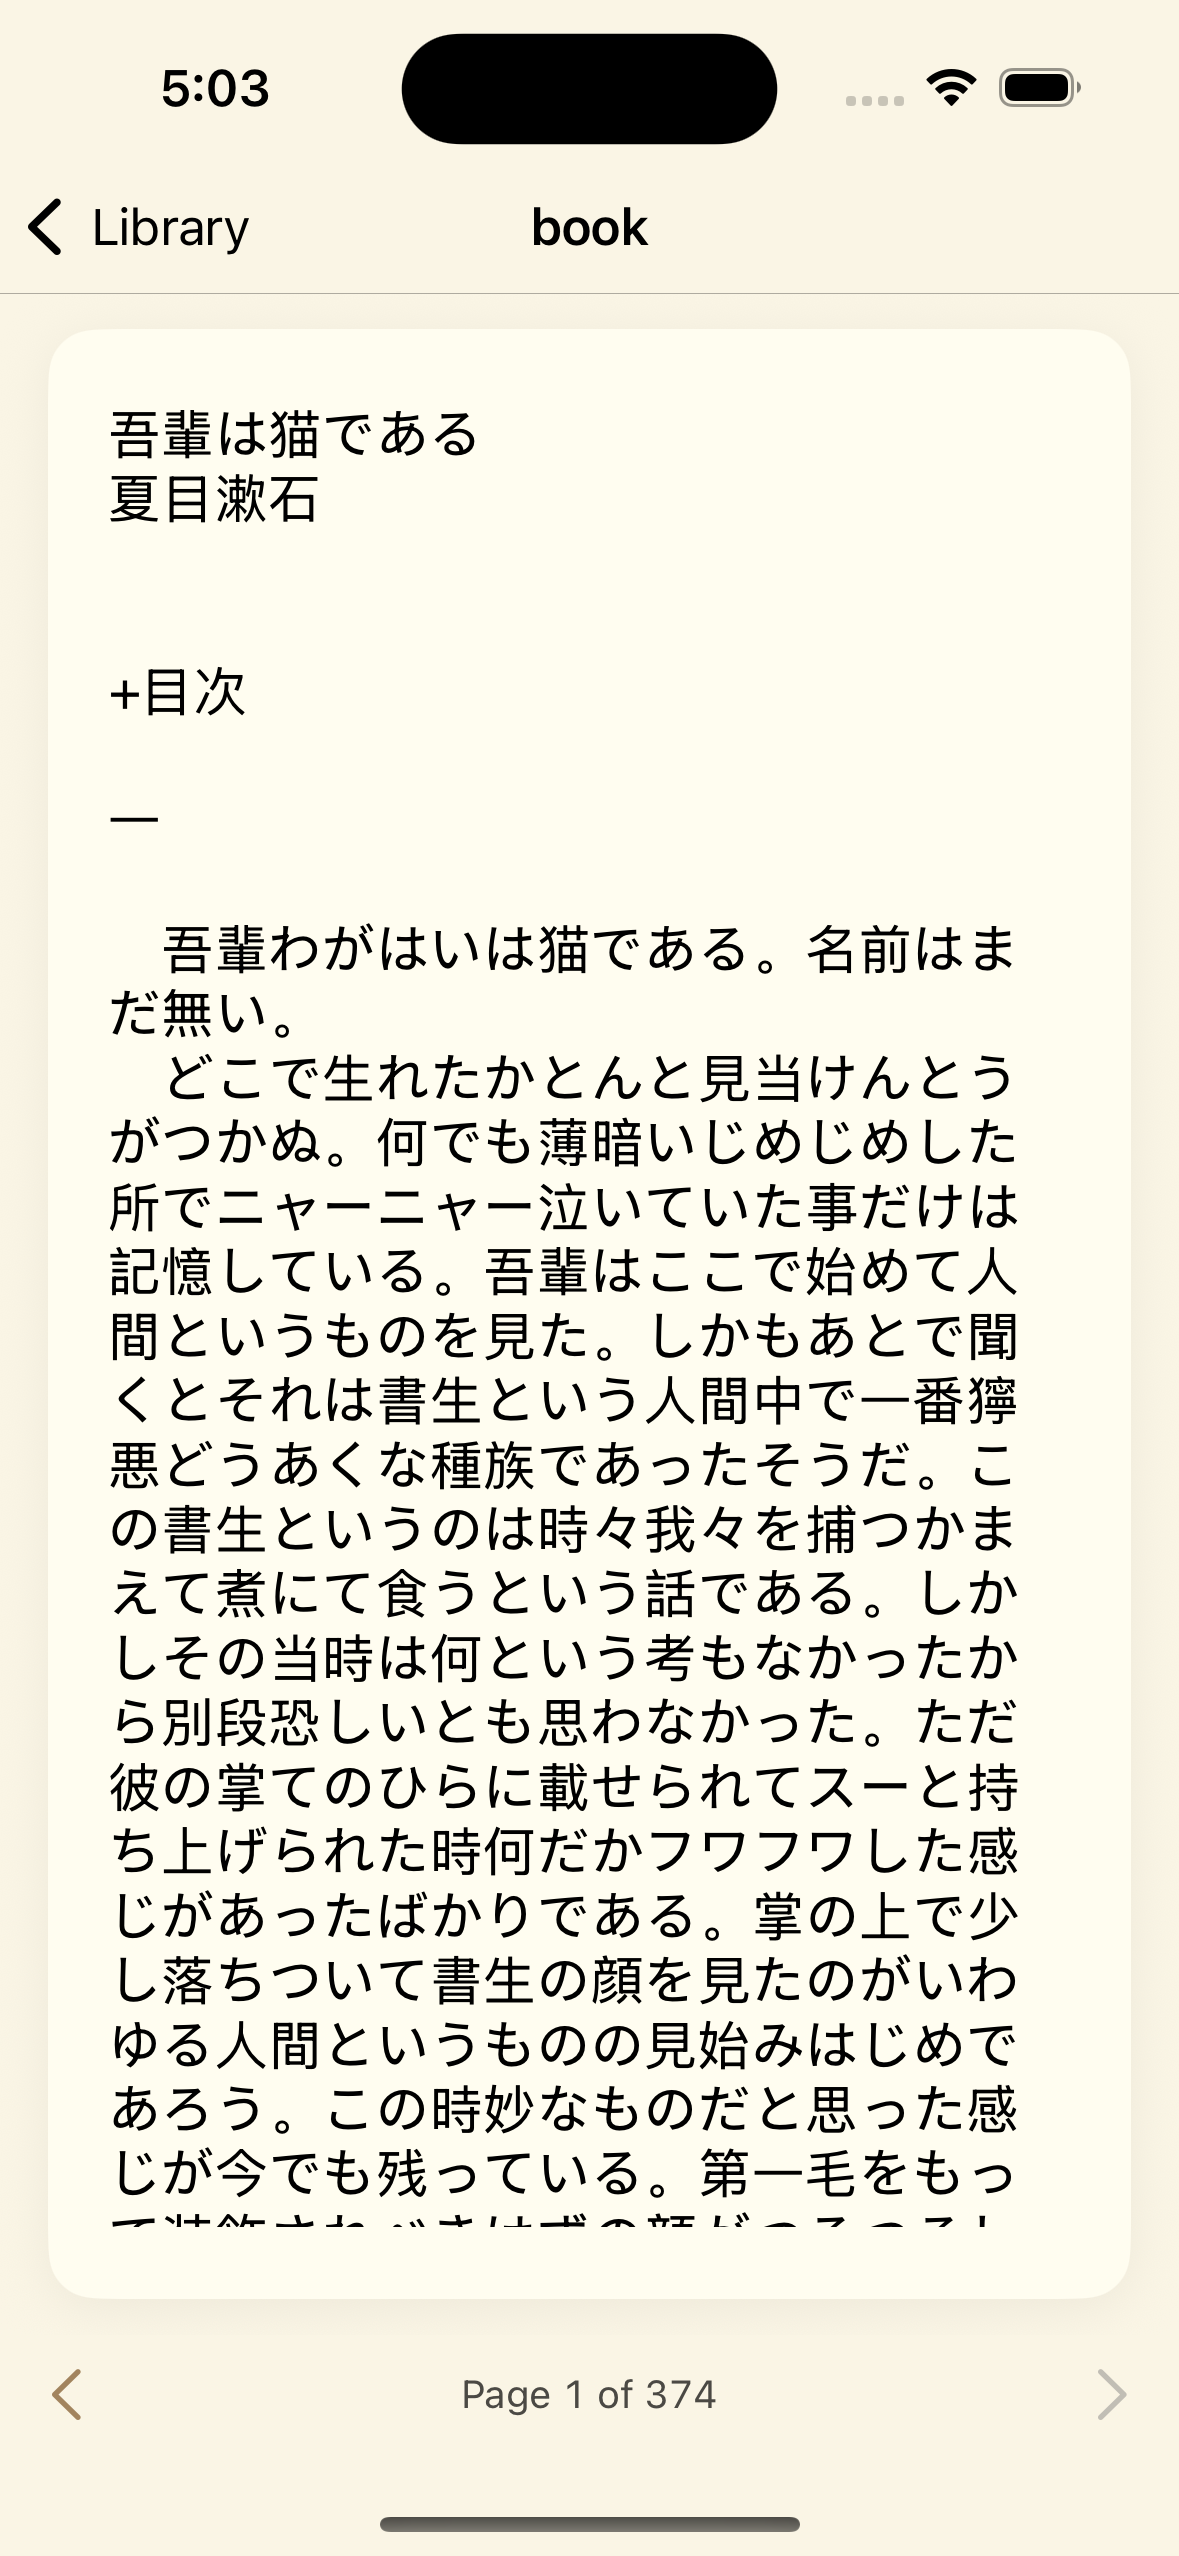 5:03
Library
book
吾輩は猫である
夏目漱石
+目次
一
　吾輩わがはいは猫である。名前はま
だ無い。
　どこで生れたかとんと見当けんとう
がつかぬ。何でも薄暗いじめじめした
所でニャーニャー泣いていた事だけは
記憶している。吾輩はここで始めて人
間というものを見た。しかもあとで聞
くとそれは書生という人間中で一番獰
悪どうあくな種族であったそうだ。こ
の書生というのは時々我々を捕つかま
えて煮にて食うという話である。しか
しその当時は何という考もなかったか
ら別段恐しいとも思わなかった。ただ
彼の掌てのひらに載せられてスーと持
ち上げられた時何だかフワフワした感
じがあったばかりである。掌の上で少
し落ちついて書生の顔を見たのがいわ
ゆる人間というものの見始みはじめで
あろう。この時妙なものだと思った感
じが今でも残っている。第一毛をもっ
Page 1 of 374